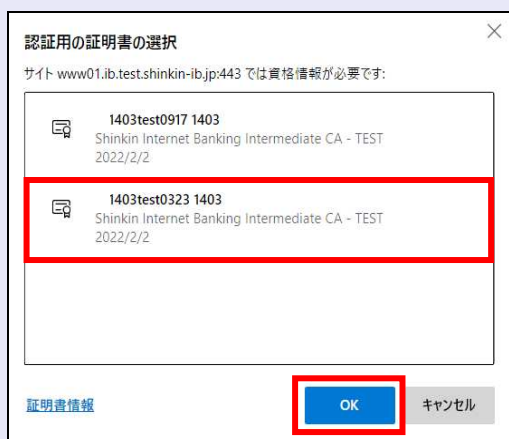 認証用の証明書の選択
サイト www01.ib.test.shinkin-ib.jp:443 では資格情報が必要です:
1403test0917 1403
Shinkin Internet Banking Intermediate CA - TEST
2022/2/2
1403test0323 1403
Shinkin Internet Banking Intermediate CA - TEST
2022/2/2
証明書情報
OK
キャンセル